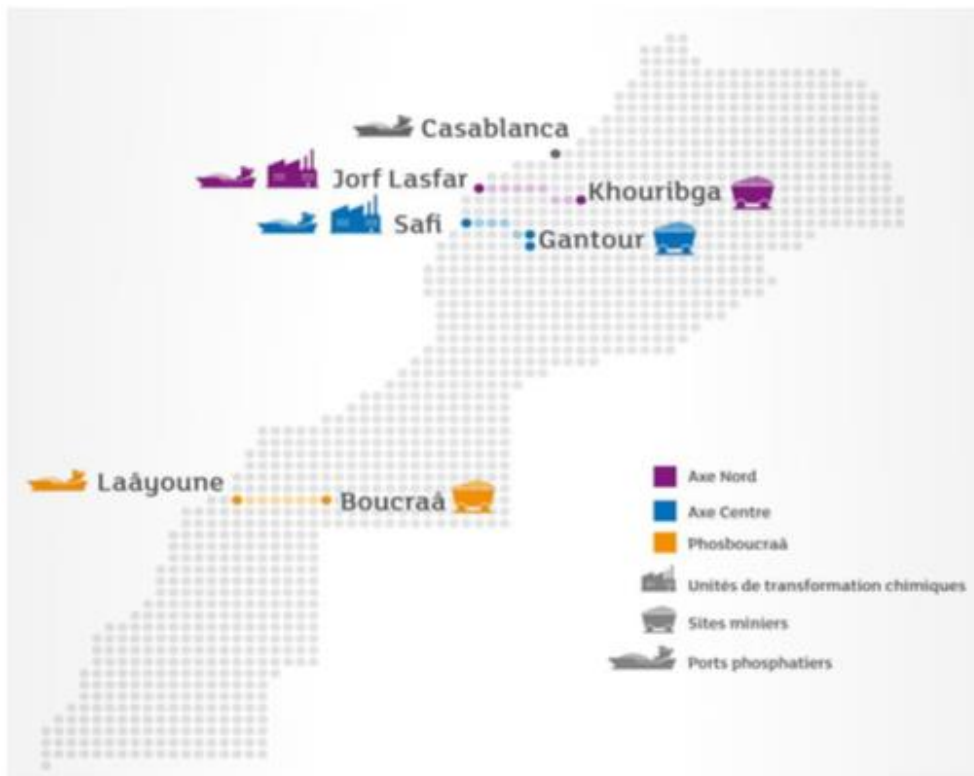 Casablanca
Jorf Lasfar
Khouribga
Safi
Gantour
Laâyoune
Boucraâ
Axe Nord
Axe Centre
Phosboucraâ
Unités de transformation chimiques
Sites miniers
Ports phosphatiers